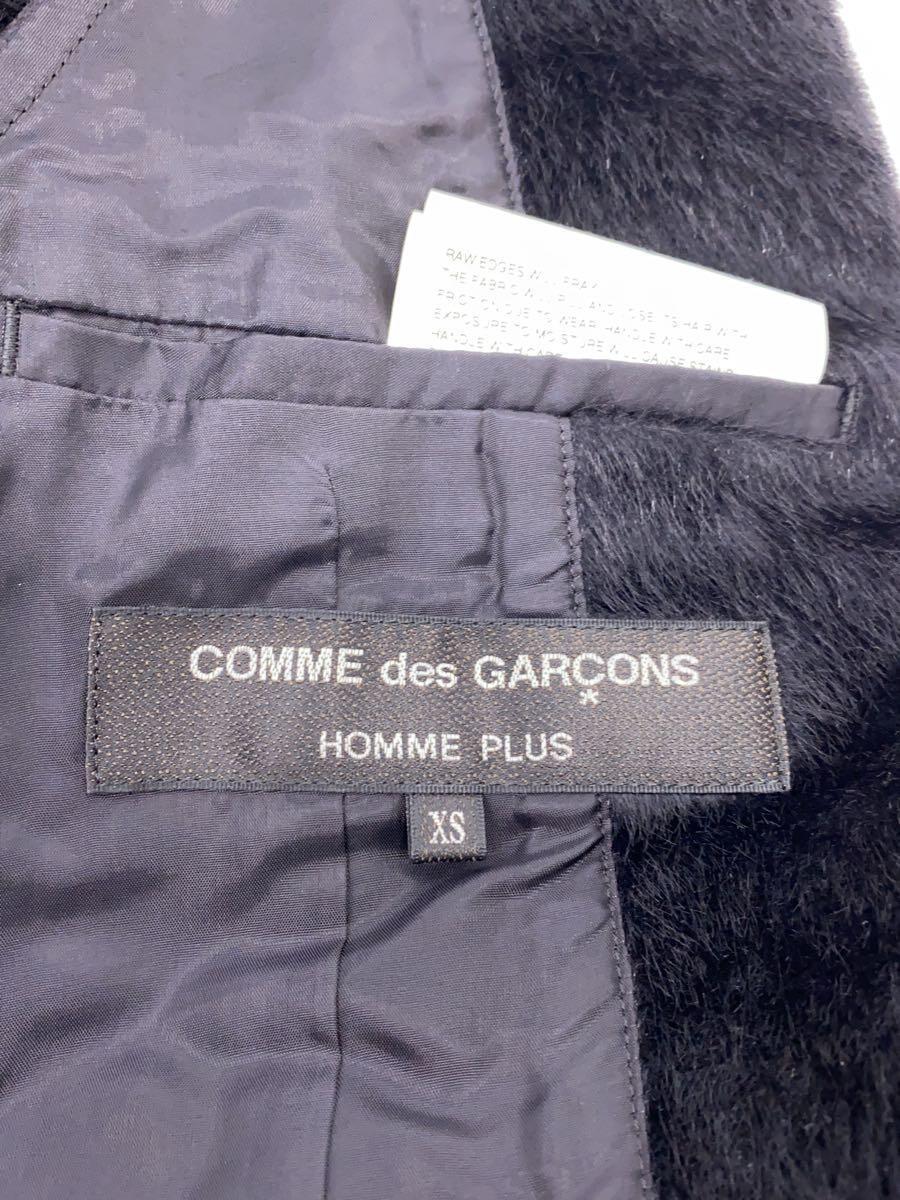 RAW EDGES WILL FRAY
THE FABRIC WILL PILL AND LOSE ITS HAIR WITH
FRICTION DUE TO WEAR. HANDLE WITH CARE
EXPOSURE TO MOISTURE WILL CAUSE STAINS
HANDLE WITH CARE
COMME des GARÇONS
*
HOMME PLUS
XS